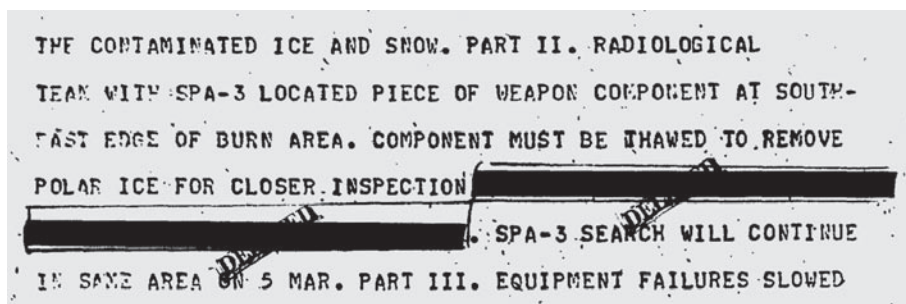 THE CONTAMINATED ICE AND SNOW. PART II. RADIOLOGICAL
TEAM WITH SPA-3 LOCATED PIECE OF WEAPON COMPONENT AT SOUTH-
EAST EDGE OF BURN AREA. COMPONENT MUST BE THAWED TO REMOVE
POLAR ICE FOR CLOSER INSPECTION
. SPA-3 SEARCH WILL CONTINUE
IN SAME AREA ON 5 MAR. PART III. EQUIPMENT FAILURES SLOWED